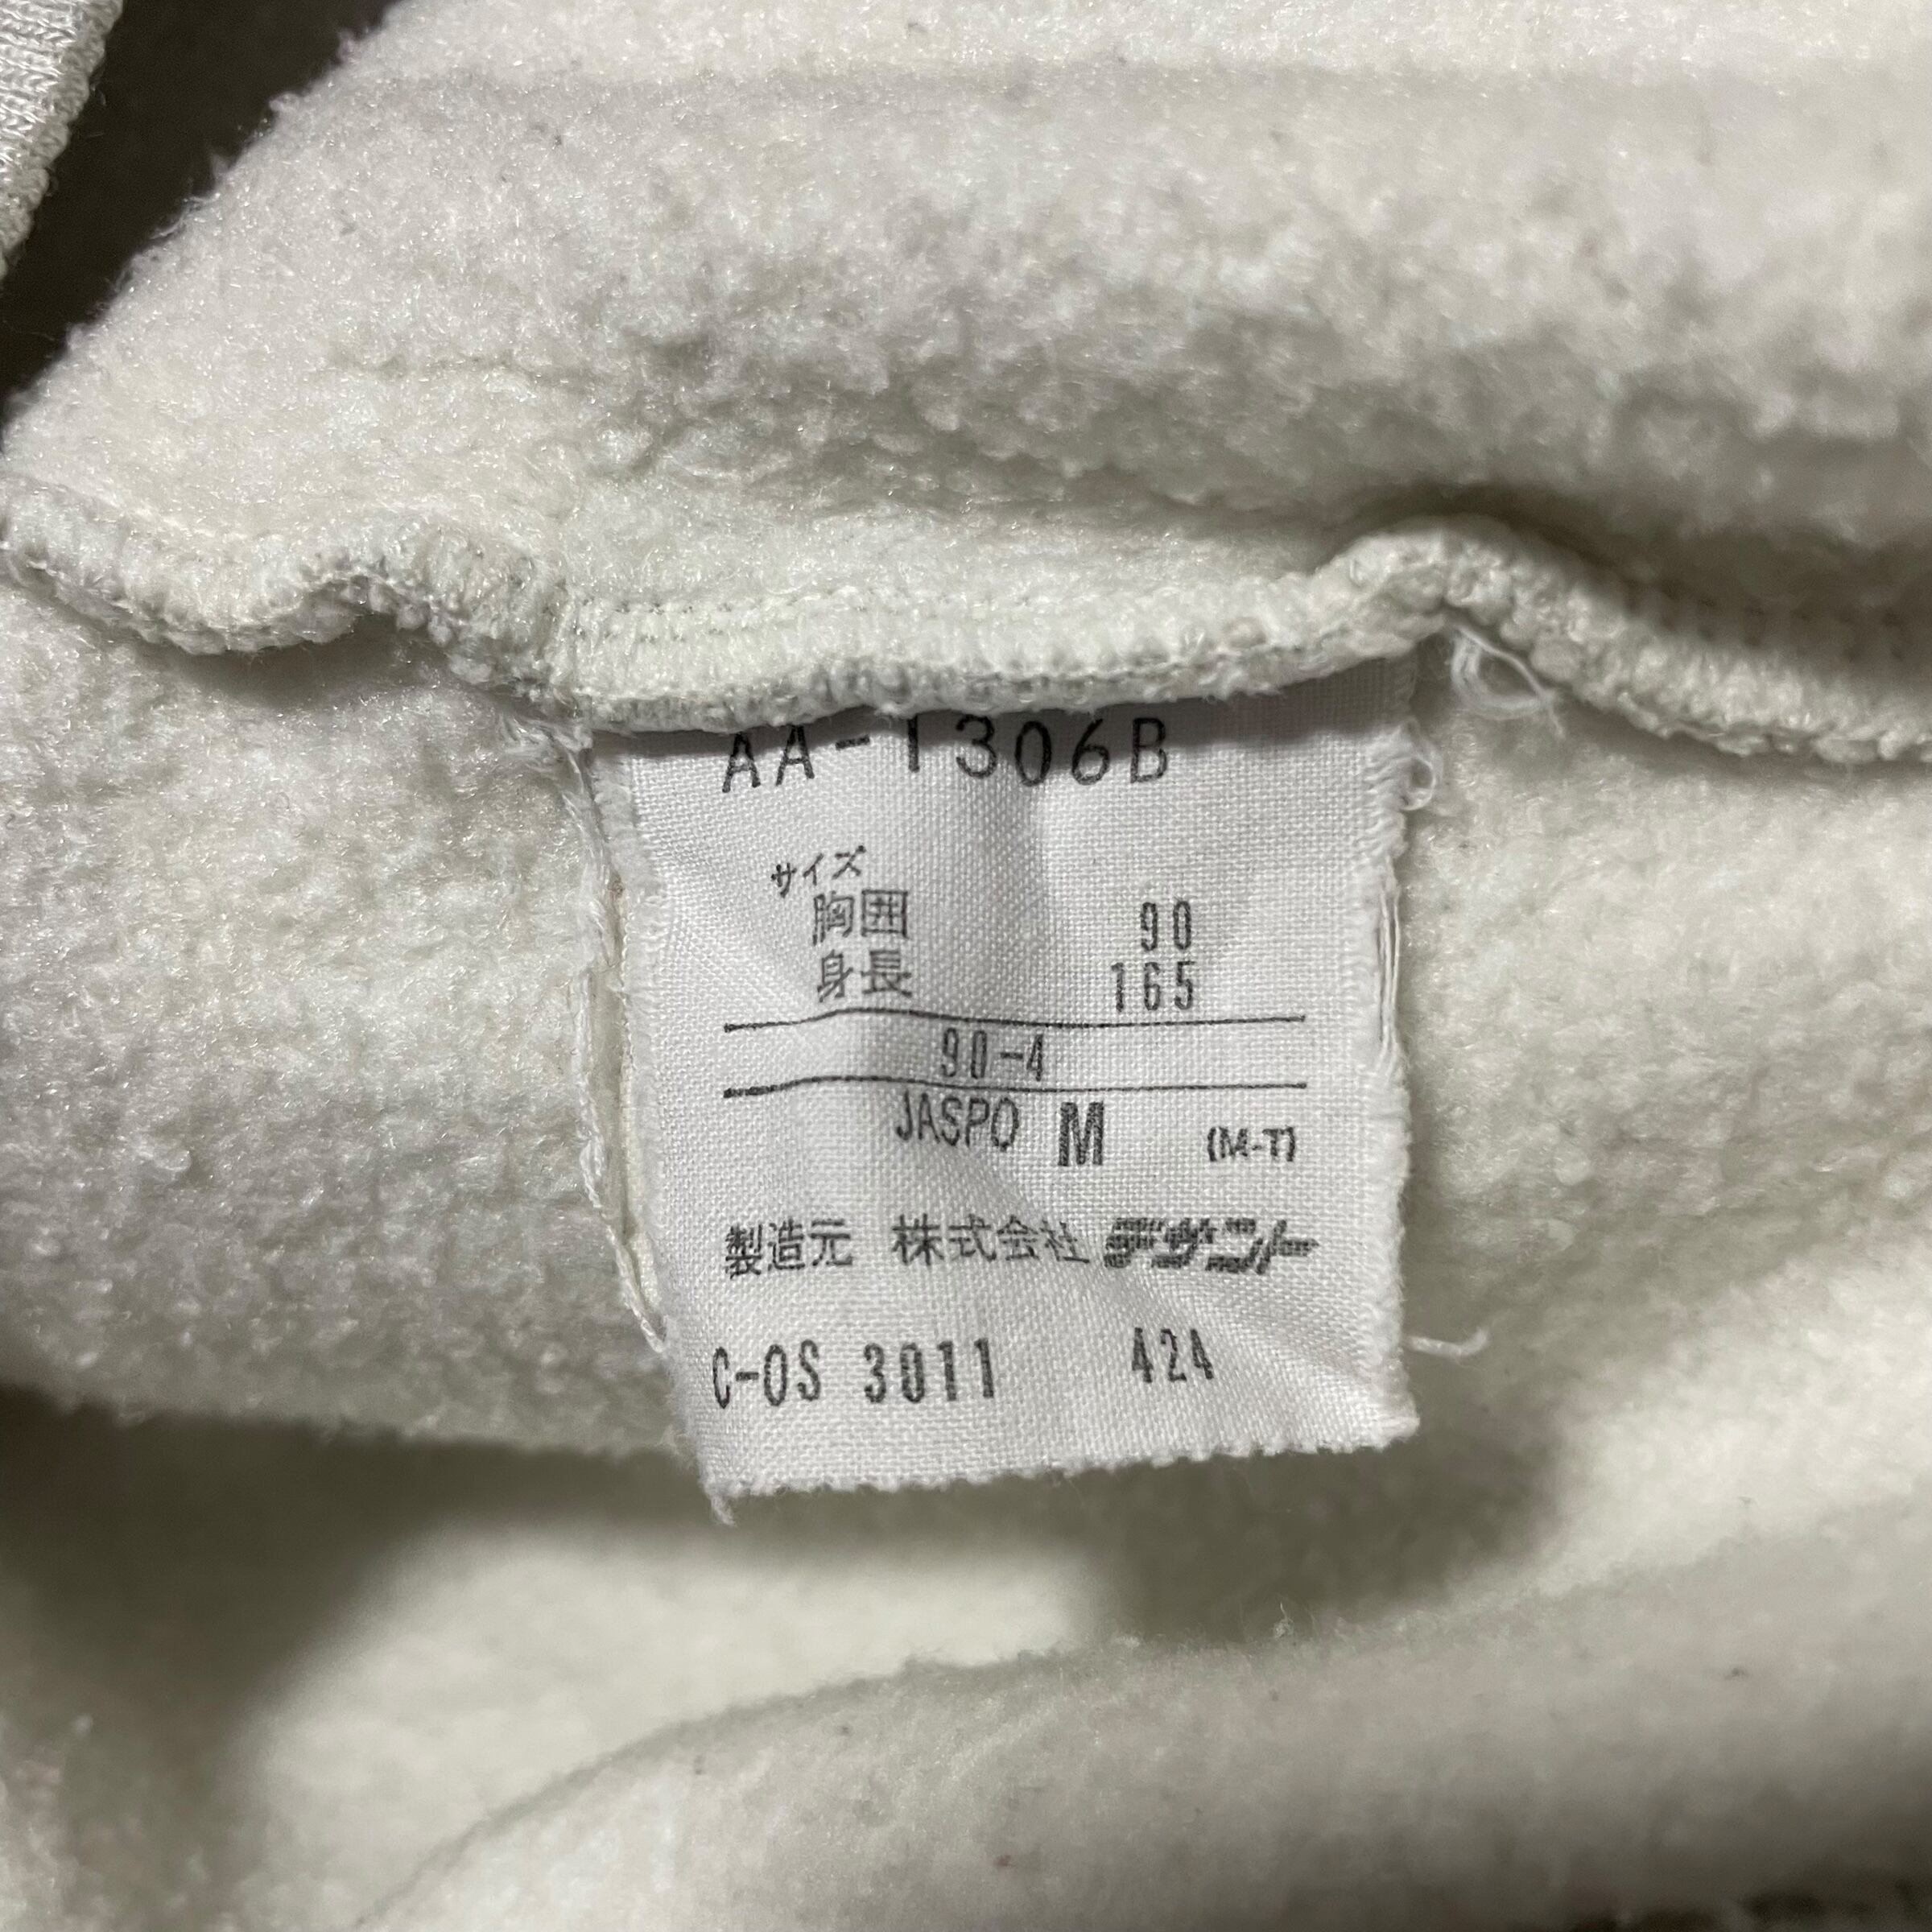 AA-1306B
サイズ
胸囲 90
身長 165
90-4
JASPO M (M-T)
製造元 株式会社デサント
C-OS 3011 424